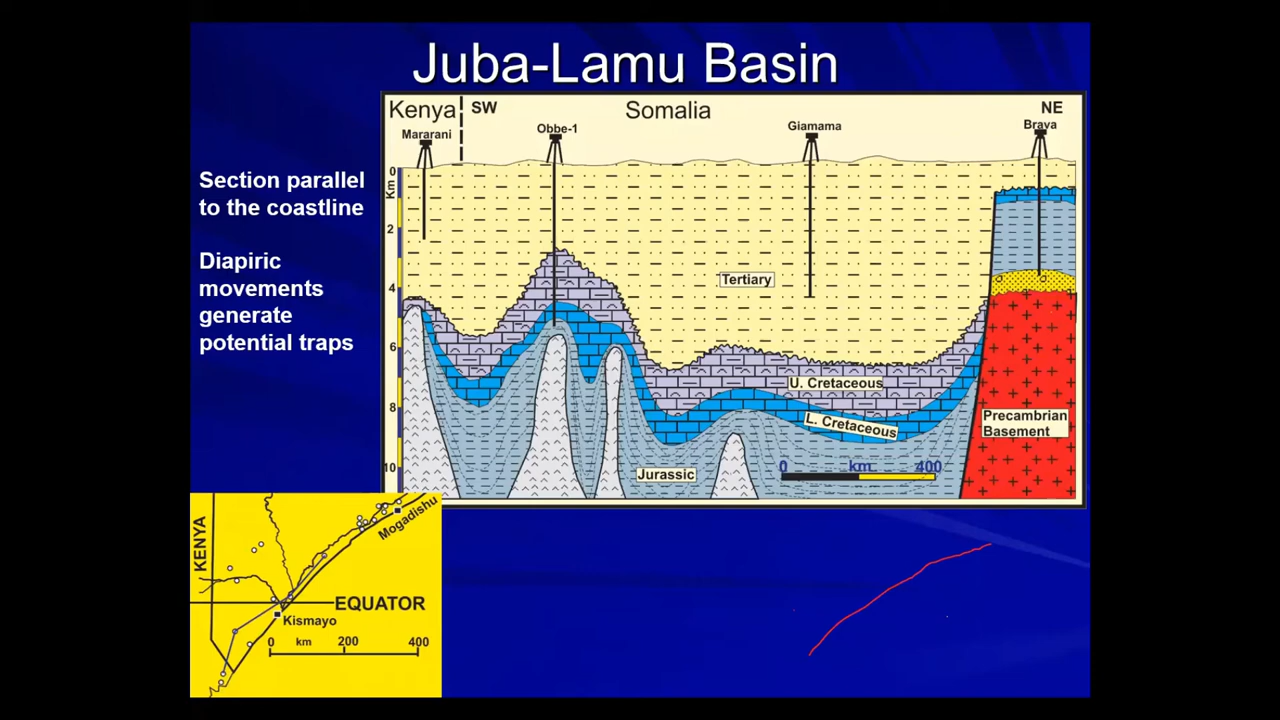 Juba-Lamu Basin
Kenya SW Somalia NE
Mararani Obbe-1 Giamama Brava
Section parallel
to the coastline
Diapiric
movements
generate
potential traps
0
Km
2
4
6
8
10
Tertiary
U. Cretaceous
L. Cretaceous
Precambrian
Basement
Jurassic
0 km 400
KENYA
Mogadishu
EQUATOR
Kismayo
0 km 200 400